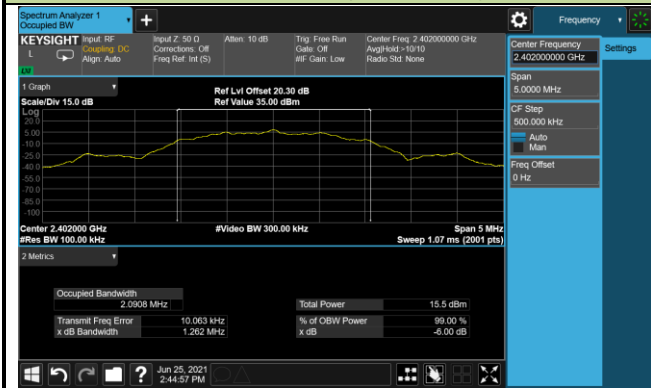 Spectrum Analyzer 1
Occupied BW
+
Frequency
KEYSIGHT
L
Input: RF
Coupling: DC
Align: Auto
Input Z: 50 Ω
Corrections: Off
Freq Ref: Int (S)
Atten: 10 dB
Trig: Free Run
Gate: Off
#IF Gain: Low
Center Freq: 2.402000000 GHz
Avg|Hold:>10/10
Radio Std: None
Center Frequency
2.402000000 GHz
Settings
Span
5.0000 MHz
CF Step
500.000 kHz
Auto
Man
Freq Offset
0 Hz
1 Graph
Scale/Div 15.0 dB
Ref Lvl Offset 20.30 dB
Ref Value 35.00 dBm
Log
20.0
5.00
-10.0
-25.0
-40.0
-55.0
-70.0
-85.0
-100
Center 2.402000 GHz
#Res BW 100.00 kHz
#Video BW 300.00 kHz
Span 5 MHz
Sweep 1.07 ms (2001 pts)
2 Metrics
Occupied Bandwidth
2.0908 MHz
Total Power 15.5 dBm
Transmit Freq Error 10.063 kHz
% of OBW Power 99.00 %
x dB Bandwidth 1.262 MHz
x dB -6.00 dB
?
Jun 25, 2021
2:44:57 PM